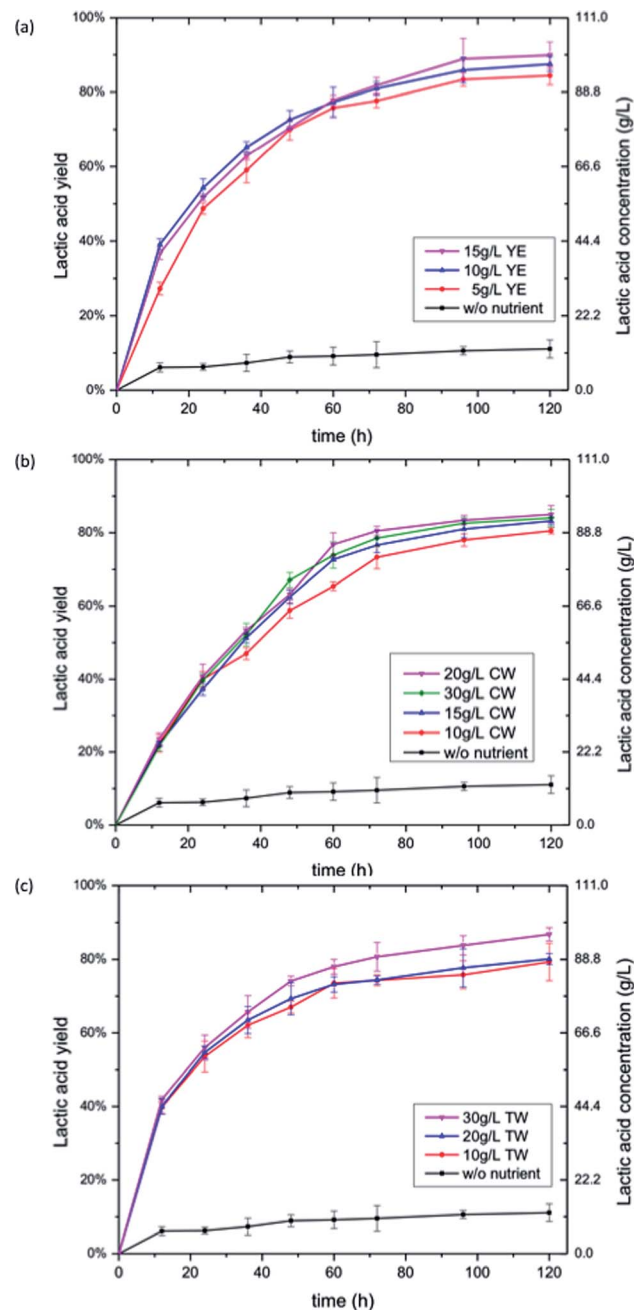 (a)
100%
80%
60%
40%
20%
0%
Lactic acid yield
111.0
88.8
66.6
44.4
22.2
0.0
Lactic acid concentration (g/L)
15g/L YE
10g/L YE
5g/L YE
w/o nutrient
0 20 40 60 80 100 120
time (h)
(b)
100%
80%
60%
40%
20%
0%
Lactic acid yield
111.0
88.8
66.6
44.4
22.2
0.0
Lactic acid concentration (g/L)
20g/L CW
30g/L CW
15g/L CW
10g/L CW
w/o nutrient
0 20 40 60 80 100 120
time (h)
(c)
100%
80%
60%
40%
20%
0%
Lactic acid yield
111.0
88.8
66.6
44.4
22.2
0.0
Lactic acid concentration (g/L)
30g/L TW
20g/L TW
10g/L TW
w/o nutrient
0 20 40 60 80 100 120
time (h)